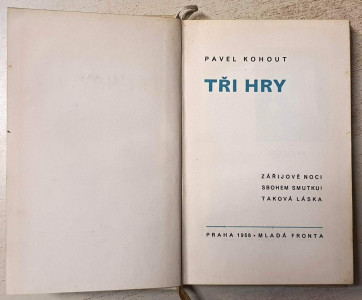 PAVEL KOHOUT
TŘI HRY
ZÁŘIJOVÉ NOCI
SBOHEM SMUTKU!
TAKOVÁ LÁSKA
PRAHA 1958 • MLADÁ FRONTA